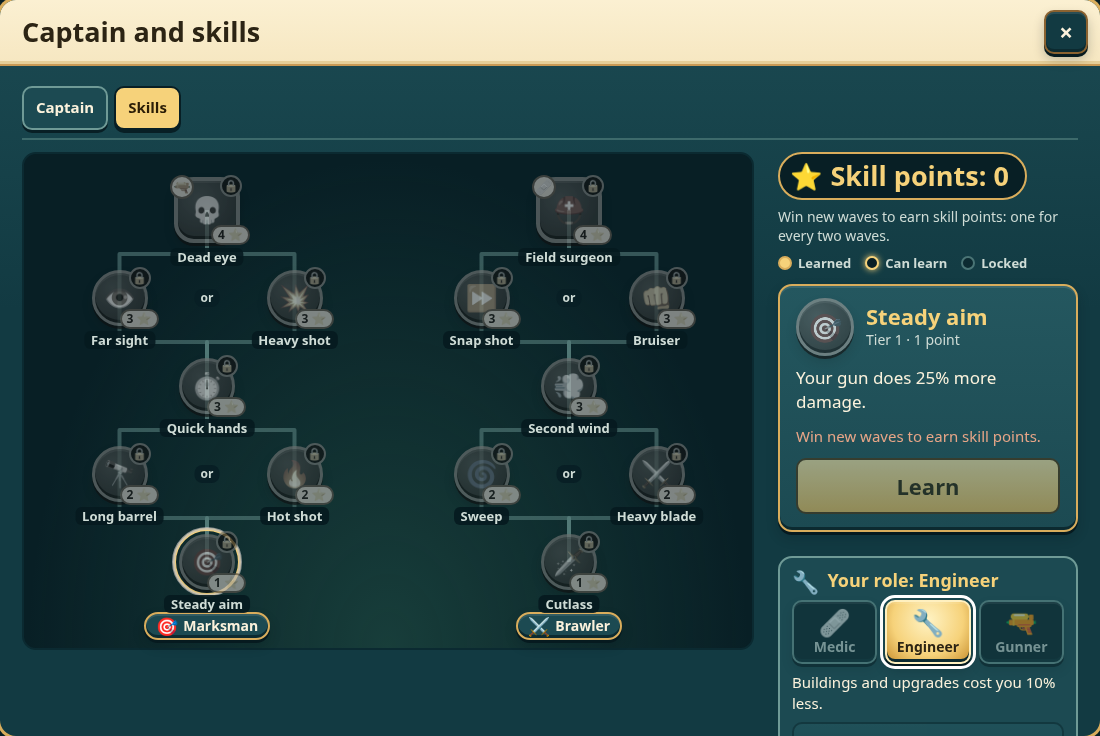 Captain and skills
×
Captain
Skills
4
Dead eye
3
Far sight
or
3
Heavy shot
3
Quick hands
2
Long barrel
or
2
Hot shot
1
Steady aim
Marksman
4
Field surgeon
3
Snap shot
or
3
Bruiser
3
Second wind
2
Sweep
or
2
Heavy blade
1
Cutlass
Brawler
Skill points: 0
Win new waves to earn skill points: one for
every two waves.
Learned
Can learn
Locked
Steady aim
Tier 1 · 1 point
Your gun does 25% more
damage.
Win new waves to earn skill points.
Learn
Your role: Engineer
Medic
Engineer
Gunner
Buildings and upgrades cost you 10%
less.